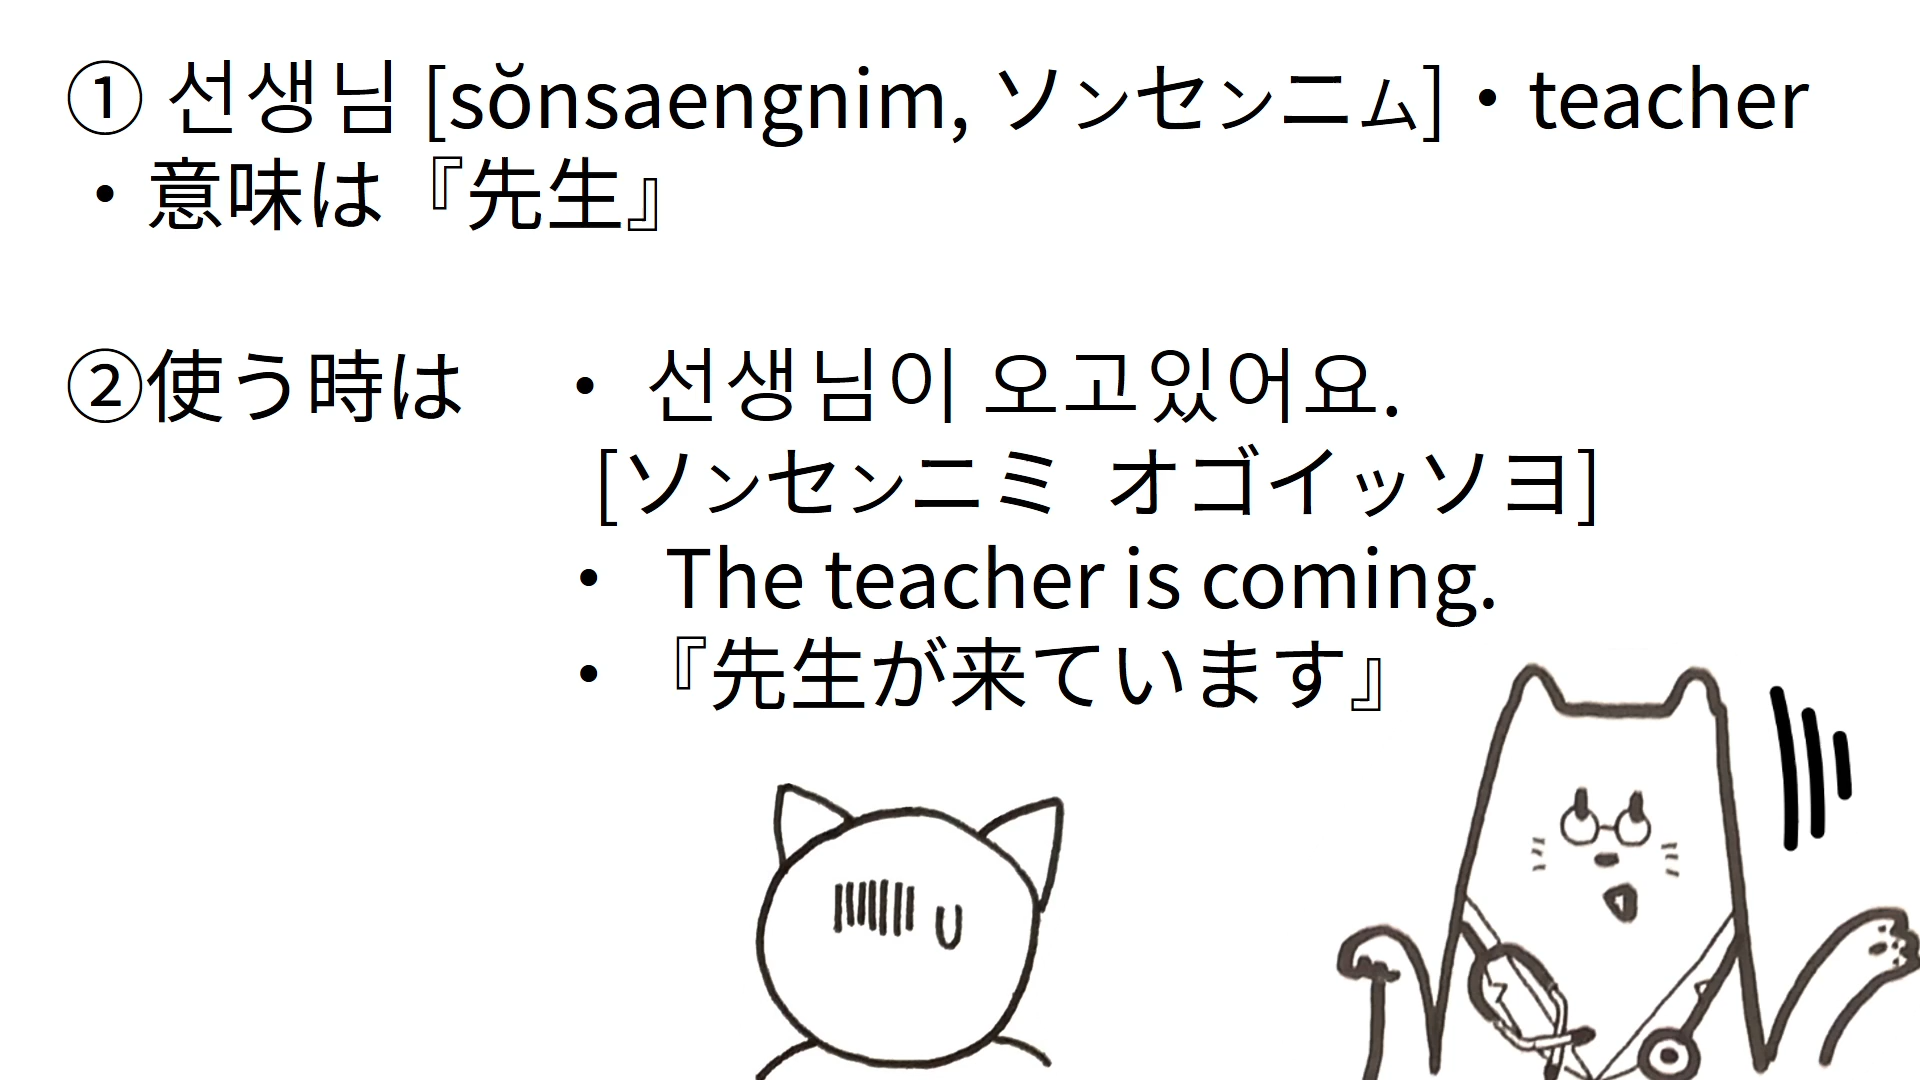 ① 선생님 [sŏnsaengnim, ソンセンニム]・teacher
・意味は『先生』
②使う時は ・ 선생님이 오고있어요.
[ソンセンニミ オゴイッソヨ]
・ The teacher is coming.
・ 『先生が来ています』